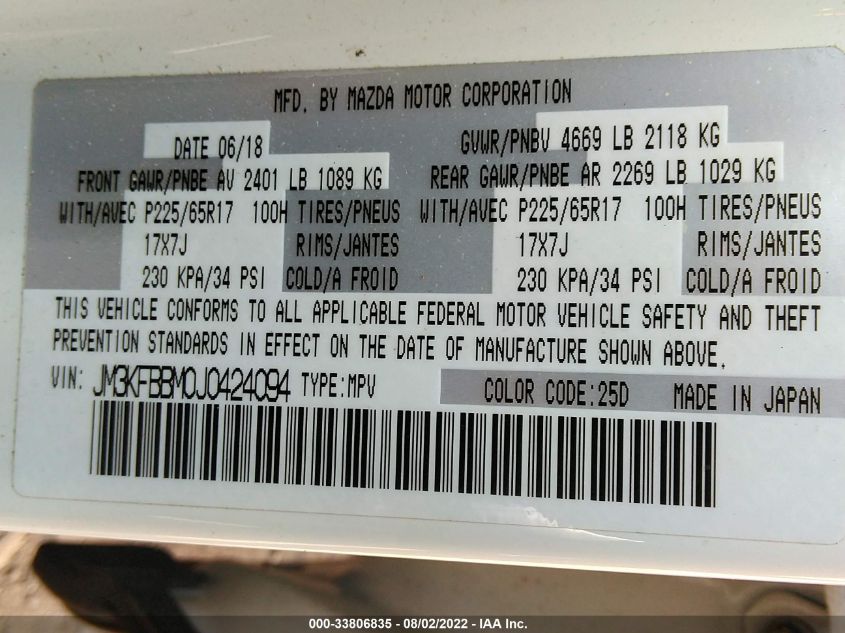 MFD. BY MAZDA MOTOR CORPORATION
DATE 06/18 GVWR/PNBV 4669 LB 2118 KG
FRONT GAWR/PNBE AV 2401 LB 1089 KG REAR GAWR/PNBE AR 2269 LB 1029 KG
WITH/AVEC P225/65R17 100H TIRES/PNEUS WITH/AVEC P225/65R17 100H TIRES/PNEUS
17X7J RIMS/JANTES 17X7J RIMS/JANTES
230 KPA/34 PSI COLD/A FROID 230 KPA/34 PSI COLD/A FROID
THIS VEHICLE CONFORMS TO ALL APPLICABLE FEDERAL MOTOR VEHICLE SAFETY AND THEFT
PREVENTION STANDARDS IN EFFECT ON THE DATE OF MANUFACTURE SHOWN ABOVE.
VIN: JM3KFBBM0J0424094 TYPE:MPV COLOR CODE:25D MADE IN JAPAN
000-33806835 - 08/02/2022 - IAA Inc.